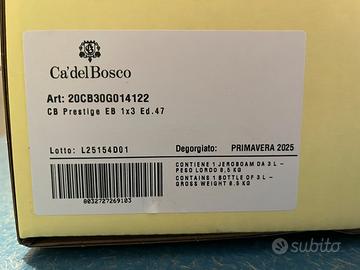 Ca'del Bosco
Art: 20CB30G014122
CB Prestige EB 1x3 Ed.47
Lotto: L25154D01
Degorgiato: PRIMAVERA 2025
CONTIENE 1 JEROBOAM DA 3 L -
PESO LORDO 8,5 KG
CONTAINS 1 BOTTLE OF 3 L -
GROSS WEIGHT 8.5 KG
8032727269103
subito